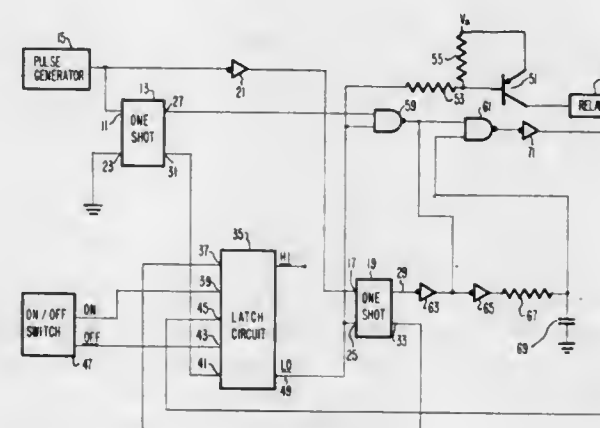 15
PULSE
GENERATOR
21
13
27
11
ONE
SHOT
23
31
Vs
55
51
53
59
61
71
35
37
HI
39
45
LATCH
CIRCUIT
43
41
LO
49
ON
ON/OFF
SWITCH
OFF
47
17
19
29
ONE
SHOT
25
33
63
65
67
69